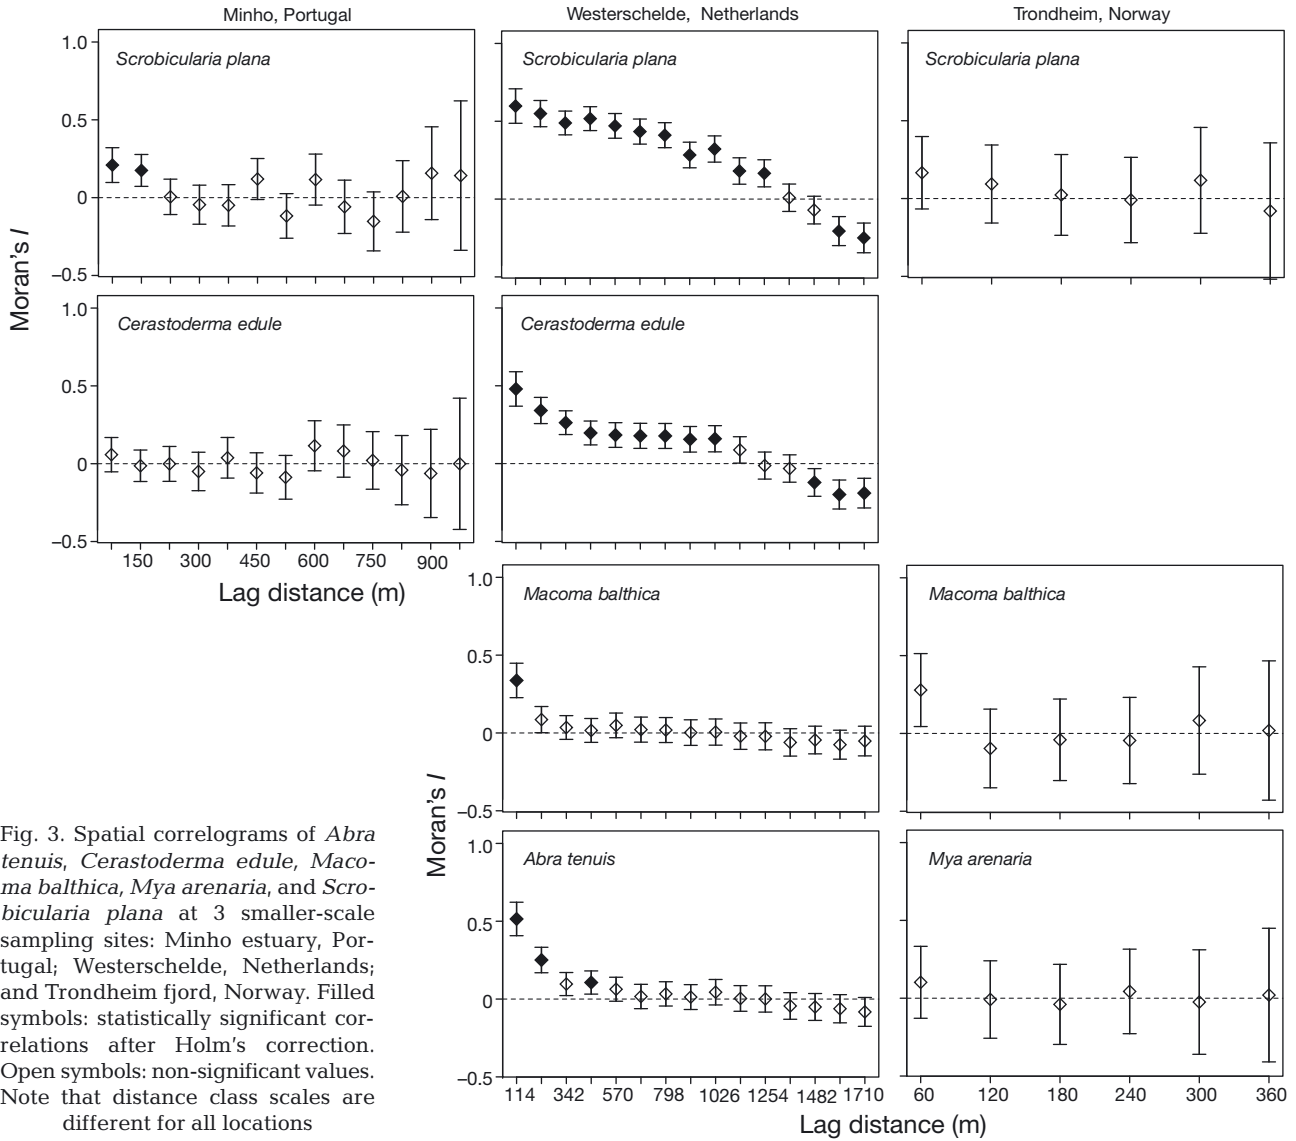 Minho, Portugal
Westerschelde, Netherlands
Trondheim, Norway
Scrobicularia plana
1.0
0.5
0
–0.5
Scrobicularia plana
Scrobicularia plana
Moran's I
Cerastoderma edule
1.0
0.5
0
–0.5
150 300 450 600 750 900
Lag distance (m)
Cerastoderma edule
Macoma balthica
1.0
0.5
0
–0.5
Macoma balthica
Moran's I
Abra tenuis
1.0
0.5
0
–0.5
114 342 570 798 1026 1254 1482 1710
Mya arenaria
60 120 180 240 300 360
Lag distance (m)
Fig. 3. Spatial correlograms of Abra
tenuis, Cerastoderma edule, Maco-
ma balthica, Mya arenaria, and Scro-
bicularia plana at 3 smaller-scale
sampling sites: Minho estuary, Por-
tugal; Westerschelde, Netherlands;
and Trondheim fjord, Norway. Filled
symbols: statistically significant cor-
relations after Holm's correction.
Open symbols: non-significant values.
Note that distance class scales are
different for all locations